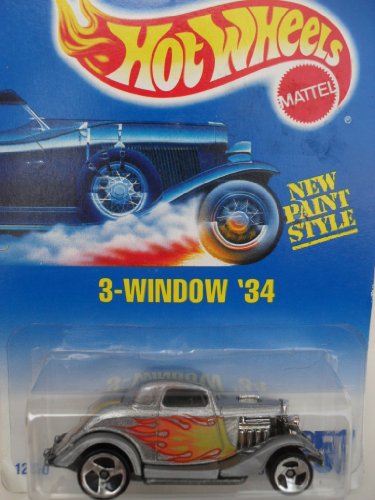 Hot Wheels
MATTEL
®
NEW
PAINT
STYLE
3-WINDOW '34